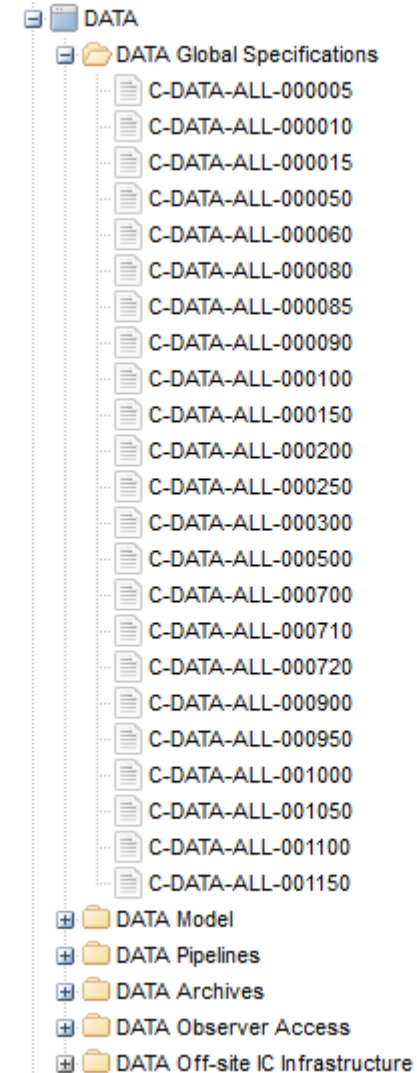 DATA
DATA Global Specifications
C-DATA-ALL-000005
C-DATA-ALL-000010
C-DATA-ALL-000015
C-DATA-ALL-000050
C-DATA-ALL-000060
C-DATA-ALL-000080
C-DATA-ALL-000085
C-DATA-ALL-000090
C-DATA-ALL-000100
C-DATA-ALL-000150
C-DATA-ALL-000200
C-DATA-ALL-000250
C-DATA-ALL-000300
C-DATA-ALL-000500
C-DATA-ALL-000700
C-DATA-ALL-000710
C-DATA-ALL-000720
C-DATA-ALL-000900
C-DATA-ALL-000950
C-DATA-ALL-001000
C-DATA-ALL-001050
C-DATA-ALL-001100
C-DATA-ALL-001150
DATA Model
DATA Pipelines
DATA Archives
DATA Observer Access
DATA Off-site IC Infrastructure